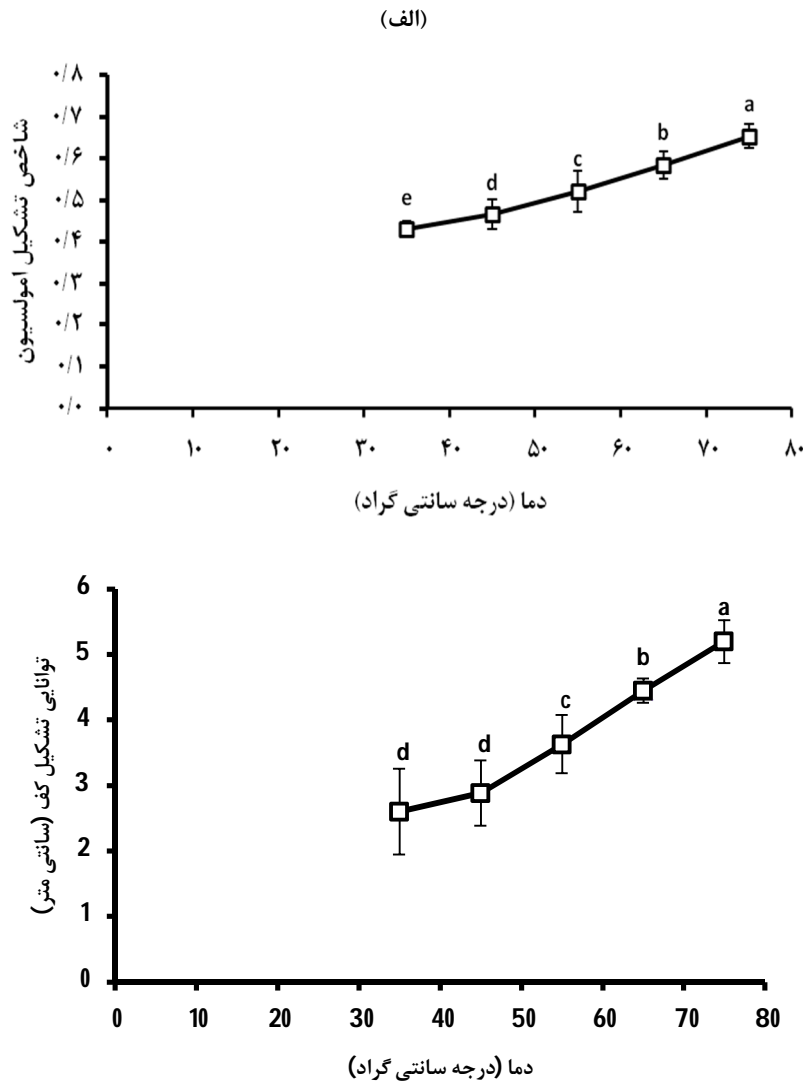 (الف)
شاخص تشکیل امولسیون
۰/۸
۰/۷
۰/۶
۰/۵
۰/۴
۰/۳
۰/۲
۰/۱
۰/۰
e
d
c
b
a
۰ ۱۰ ۲۰ ۳۰ ۴۰ ۵۰ ۶۰ ۷۰ ۸۰
دما (درجه سانتی گراد)
توانایی تشکیل کف (سانتی متر)
6
5
4
3
2
1
0
d
d
c
b
a
0 10 20 30 40 50 60 70 80
دما (درجه سانتی گراد)